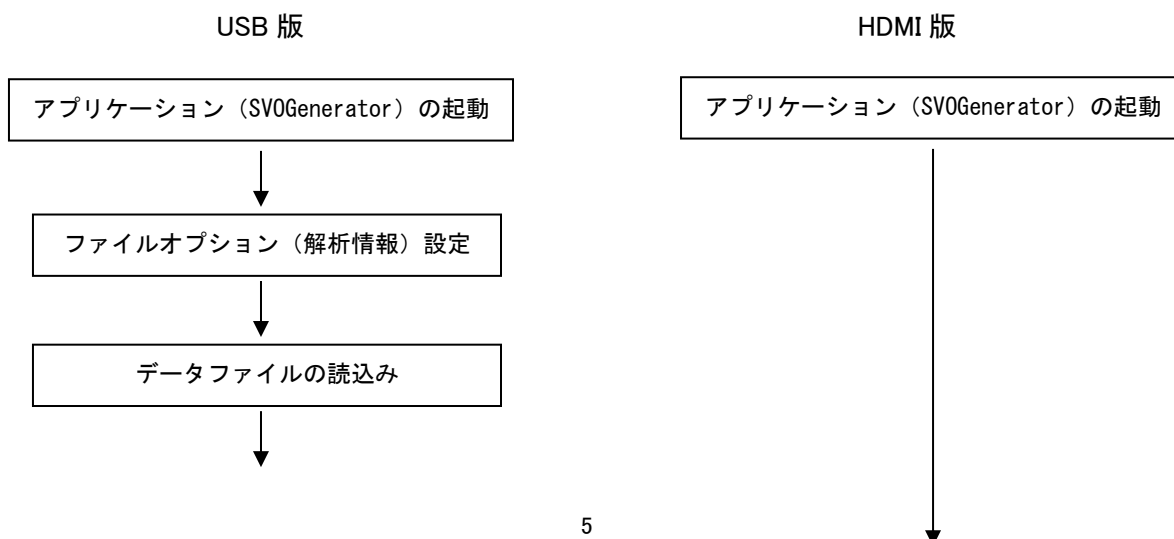 USB 版
HDMI 版
アプリケーション（SVOGenerator）の起動
アプリケーション（SVOGenerator）の起動
ファイルオプション（解析情報）設定
データファイルの読込み
5